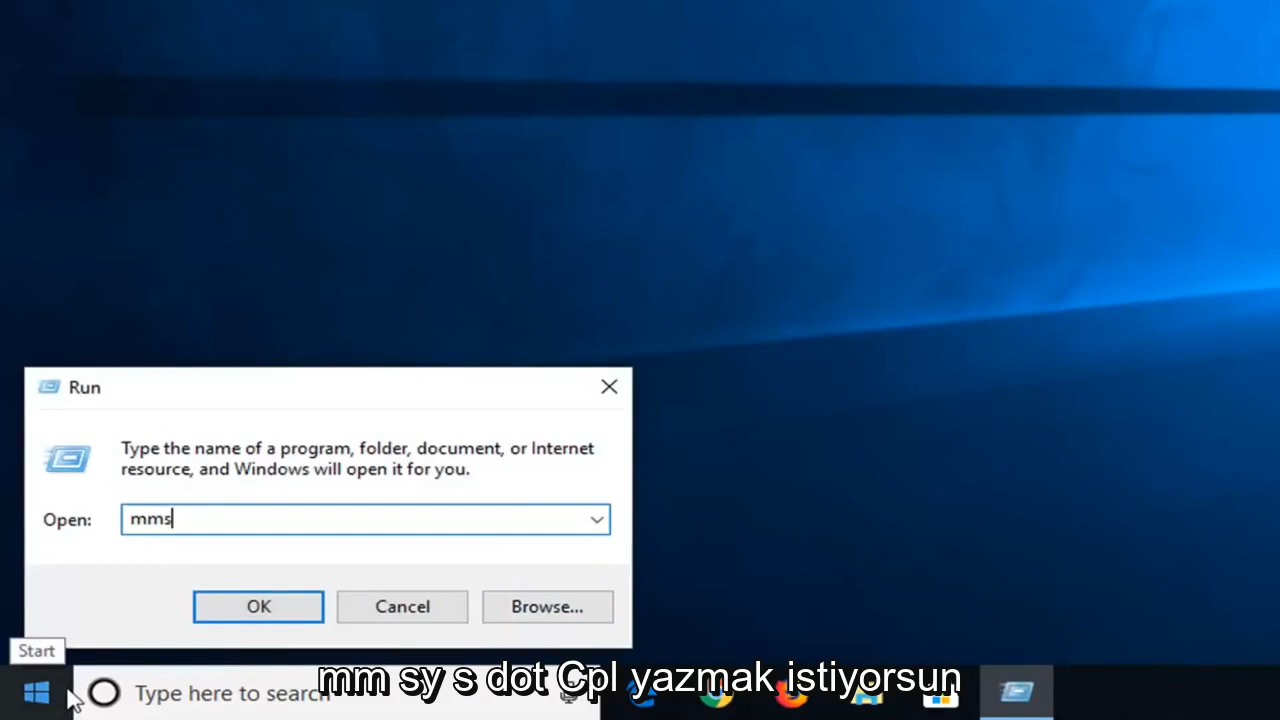 Run
Type the name of a program, folder, document, or Internet
resource, and Windows will open it for you.
Open:
mms
OK
Cancel
Browse...
Start
Type here to search
mm sy s dot Cpl yazmak istiyorsun